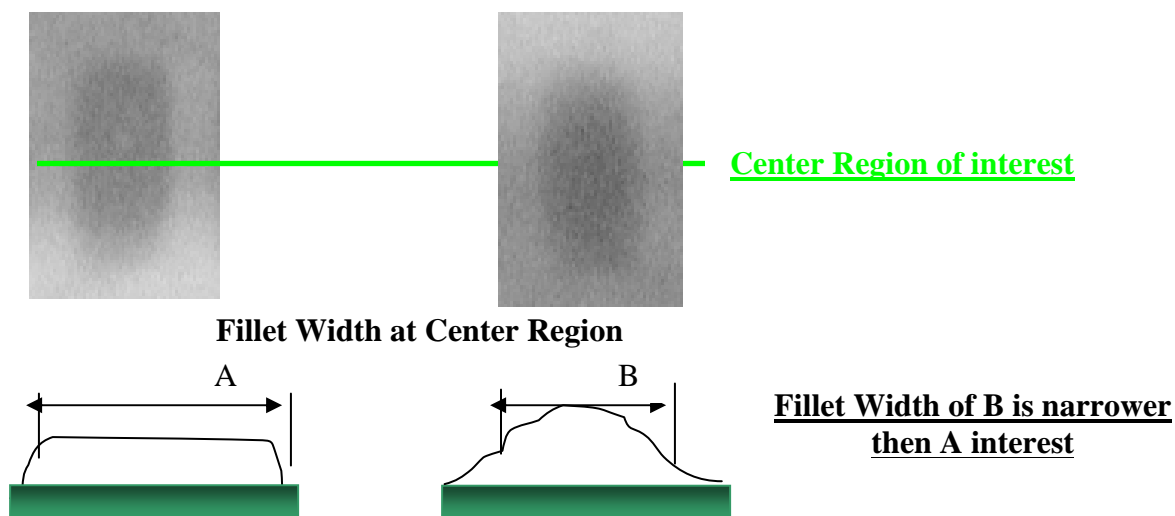 Center Region of interest
Fillet Width at Center Region
A
B
Fillet Width of B is narrower
then A interest